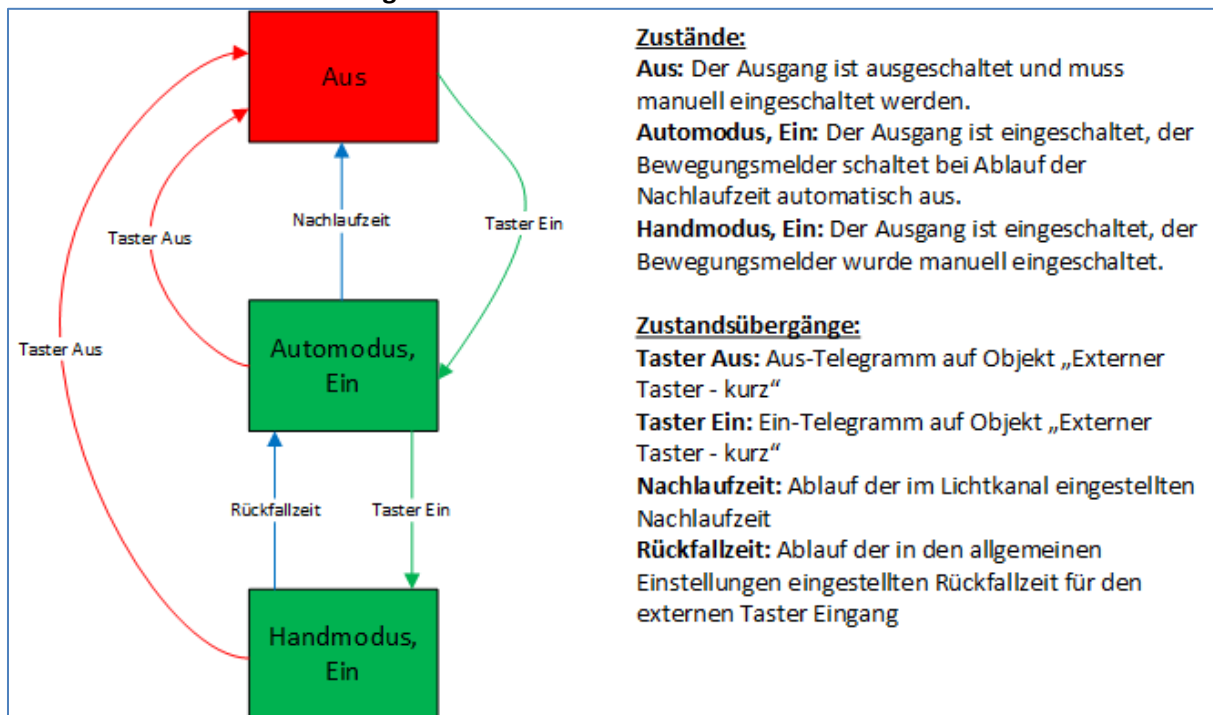 Aus
Nachlaufzeit
Taster Ein
Taster Aus
Automodus,
Ein
Taster Aus
Rückfallzeit
Taster Ein
Handmodus,
Ein
Zustände:
Aus: Der Ausgang ist ausgeschaltet und muss
manuell eingeschaltet werden.
Automodus, Ein: Der Ausgang ist eingeschaltet, der
Bewegungsmelder schaltet bei Ablauf der
Nachlaufzeit automatisch aus.
Handmodus, Ein: Der Ausgang ist eingeschaltet, der
Bewegungsmelder wurde manuell eingeschaltet.
Zustandsübergänge:
Taster Aus: Aus-Telegramm auf Objekt „Externer
Taster - kurz“
Taster Ein: Ein-Telegramm auf Objekt „Externer
Taster - kurz“
Nachlaufzeit: Ablauf der im Lichtkanal eingestellten
Nachlaufzeit
Rückfallzeit: Ablauf der in den allgemeinen
Einstellungen eingestellten Rückfallzeit für den
externen Taster Eingang